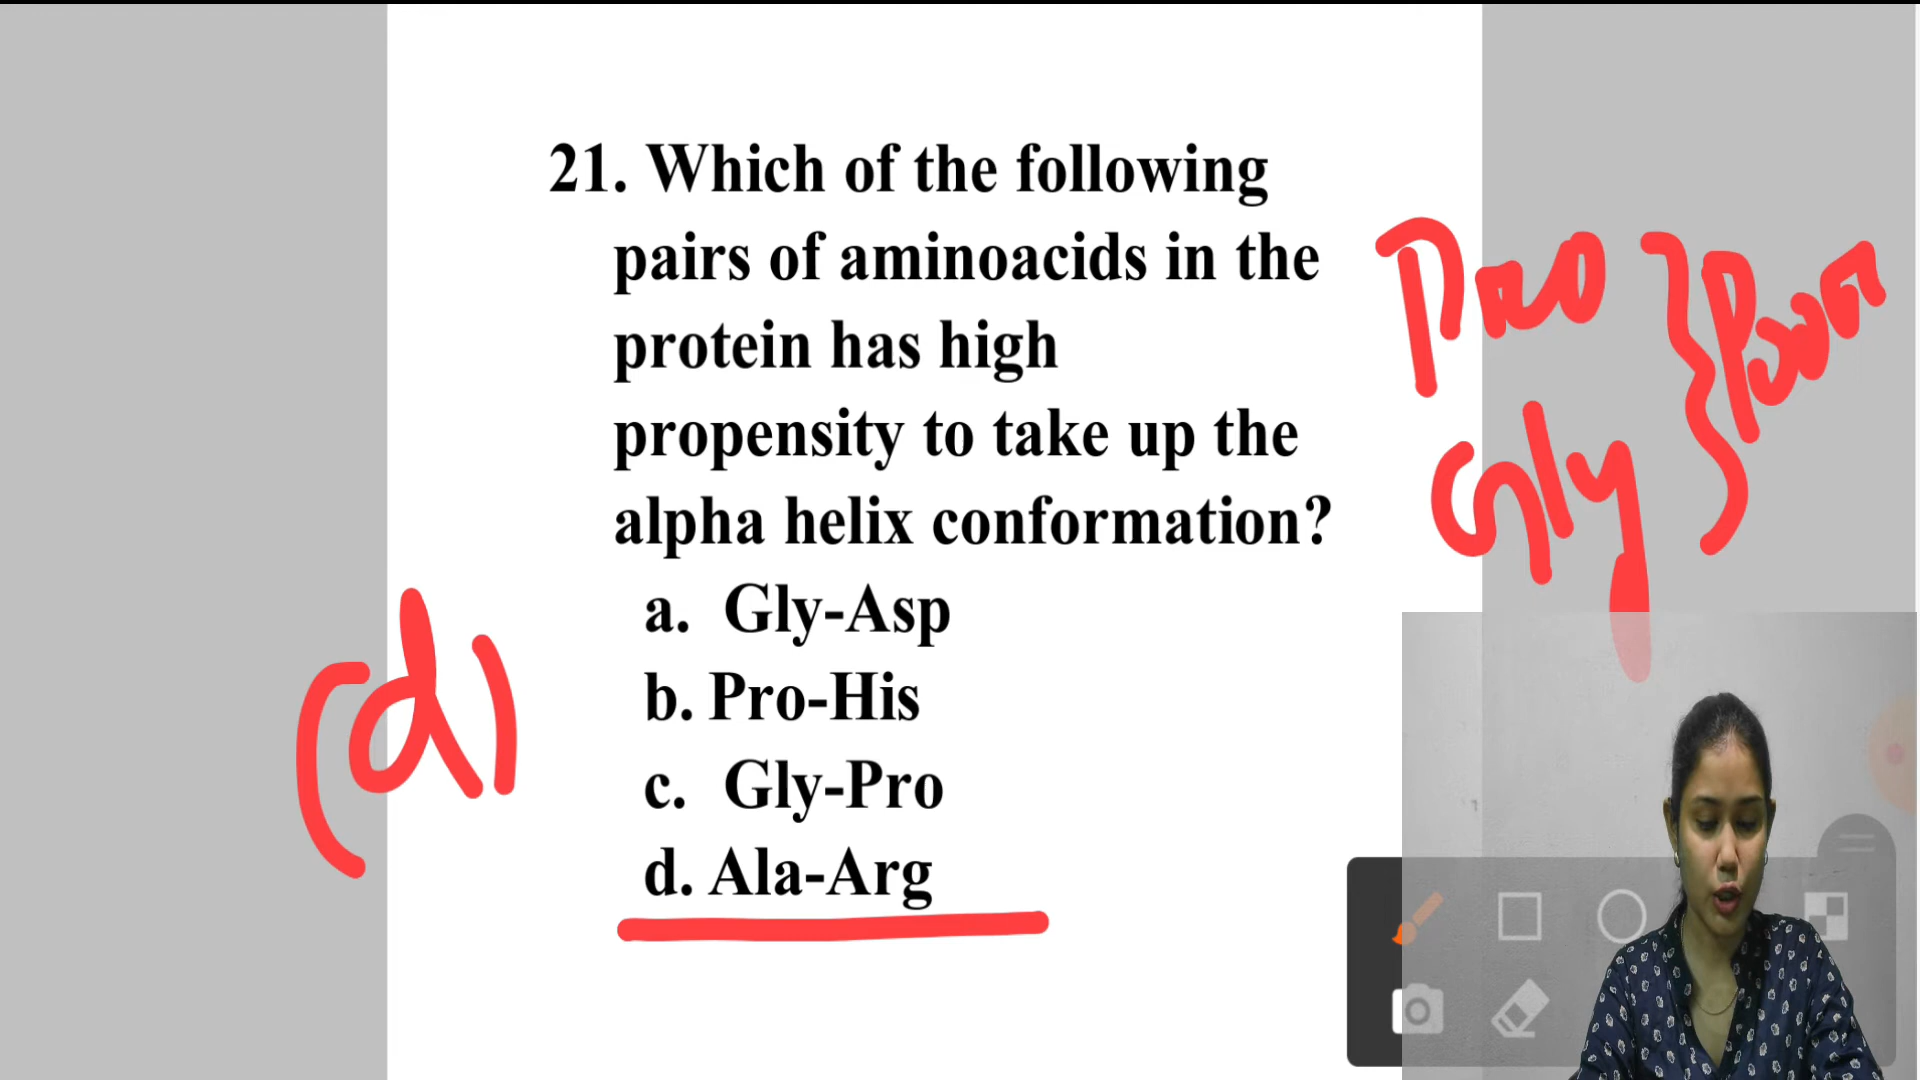 21. Which of the following
pairs of aminoacids in the
protein has high
propensity to take up the
alpha helix conformation?
a. Gly-Asp
b. Pro-His
c. Gly-Pro
d. Ala-Arg
(d)
Pro
Gly
Poor